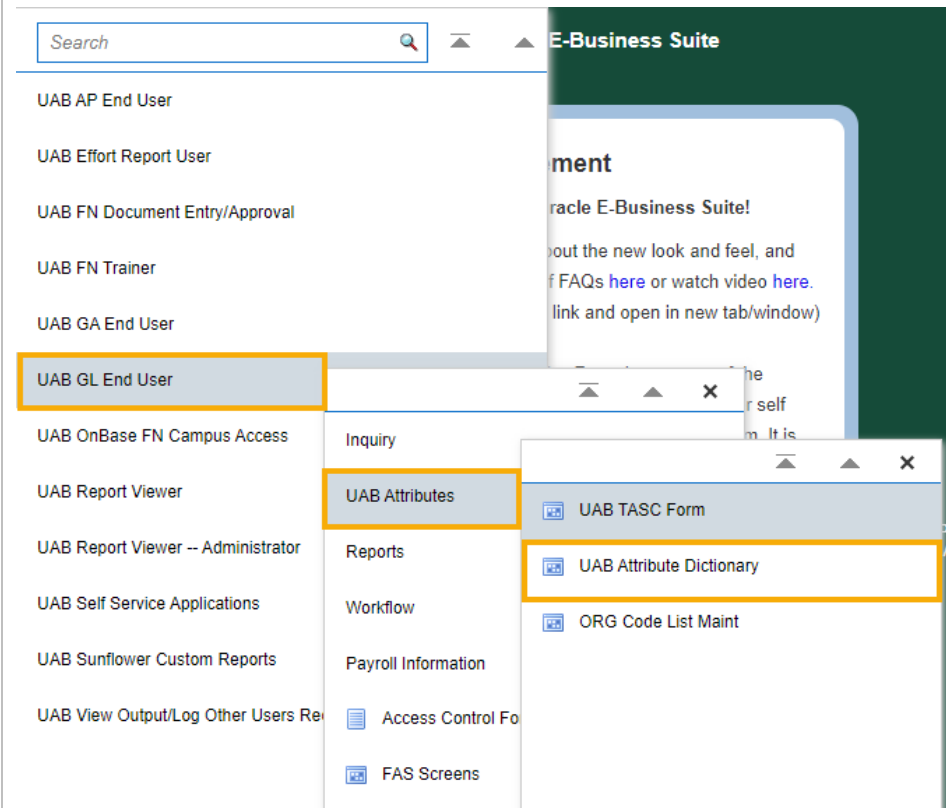 Search
E-Business Suite
UAB AP End User
UAB Effort Report User
UAB FN Document Entry/Approval
UAB FN Trainer
UAB GA End User
UAB GL End User
UAB OnBase FN Campus Access
UAB Report Viewer
UAB Report Viewer -- Administrator
UAB Self Service Applications
UAB Sunflower Custom Reports
UAB View Output/Log Other Users
ement
racle E-Business Suite!
out the new look and feel, and
f FAQs here or watch video here.
link and open in new tab/window)
he
r self
m. It is
Inquiry
UAB Attributes
Reports
Workflow
Payroll Information
Access Control Fo
FAS Screens
UAB TASC Form
UAB Attribute Dictionary
ORG Code List Maint